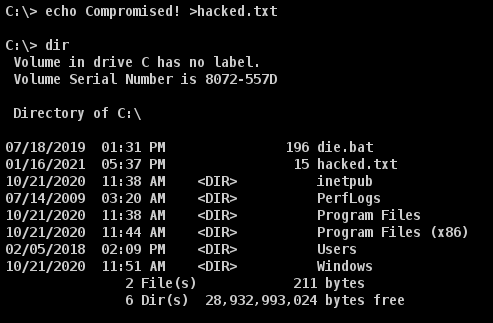 C:\> echo Compromised! >hacked.txt
C:\> dir
 Volume in drive C has no label.
 Volume Serial Number is 8072-557D
 Directory of C:\
07/18/2019  01:31 PM               196 die.bat
01/16/2021  05:37 PM                15 hacked.txt
10/21/2020  11:38 AM    <DIR>          inetpub
07/14/2009  03:20 AM    <DIR>          PerfLogs
10/21/2020  11:38 AM    <DIR>          Program Files
10/21/2020  11:44 AM    <DIR>          Program Files (x86)
02/05/2018  02:09 PM    <DIR>          Users
10/21/2020  11:51 AM    <DIR>          Windows
               2 File(s)            211 bytes
               6 Dir(s)  28,932,993,024 bytes free